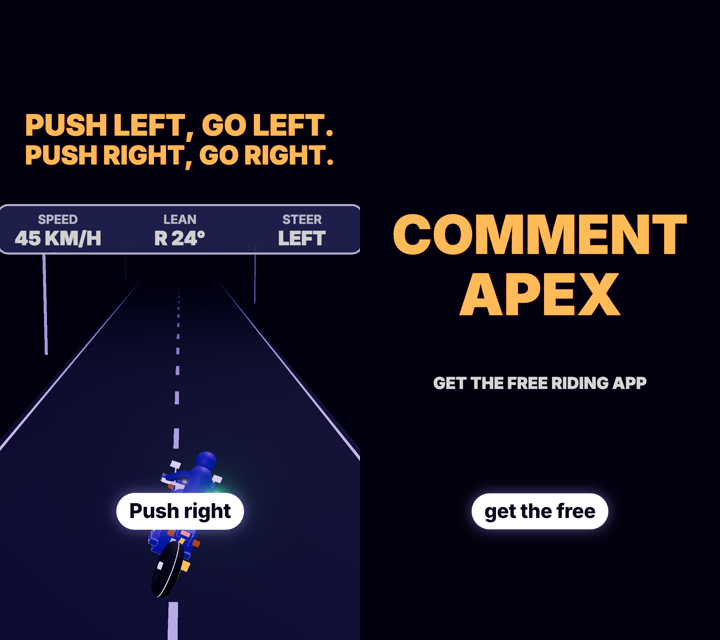 PUSH LEFT, GO LEFT.
PUSH RIGHT, GO RIGHT.
SPEED LEAN STEER
45 KM/H R 24° LEFT
Push right
COMMENT
APEX
GET THE FREE RIDING APP
get the free